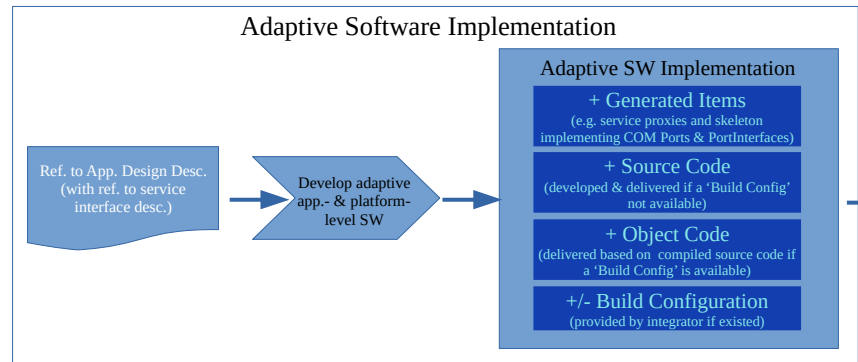 Adaptive Software Implementation
Ref. to App. Design Desc.
(with ref. to service
interface desc.)
Develop adaptive
app.- & platform-
level SW
Adaptive SW Implementation
+ Generated Items
(e.g. service proxies and skeleton
implementing COM Ports & PortInterfaces)
+ Source Code
(developed & delivered if a ‘Build Config’
not available)
+ Object Code
(delivered based on compiled source code if
a ‘Build Config’ is available)
+/- Build Configuration
(provided by integrator if existed)